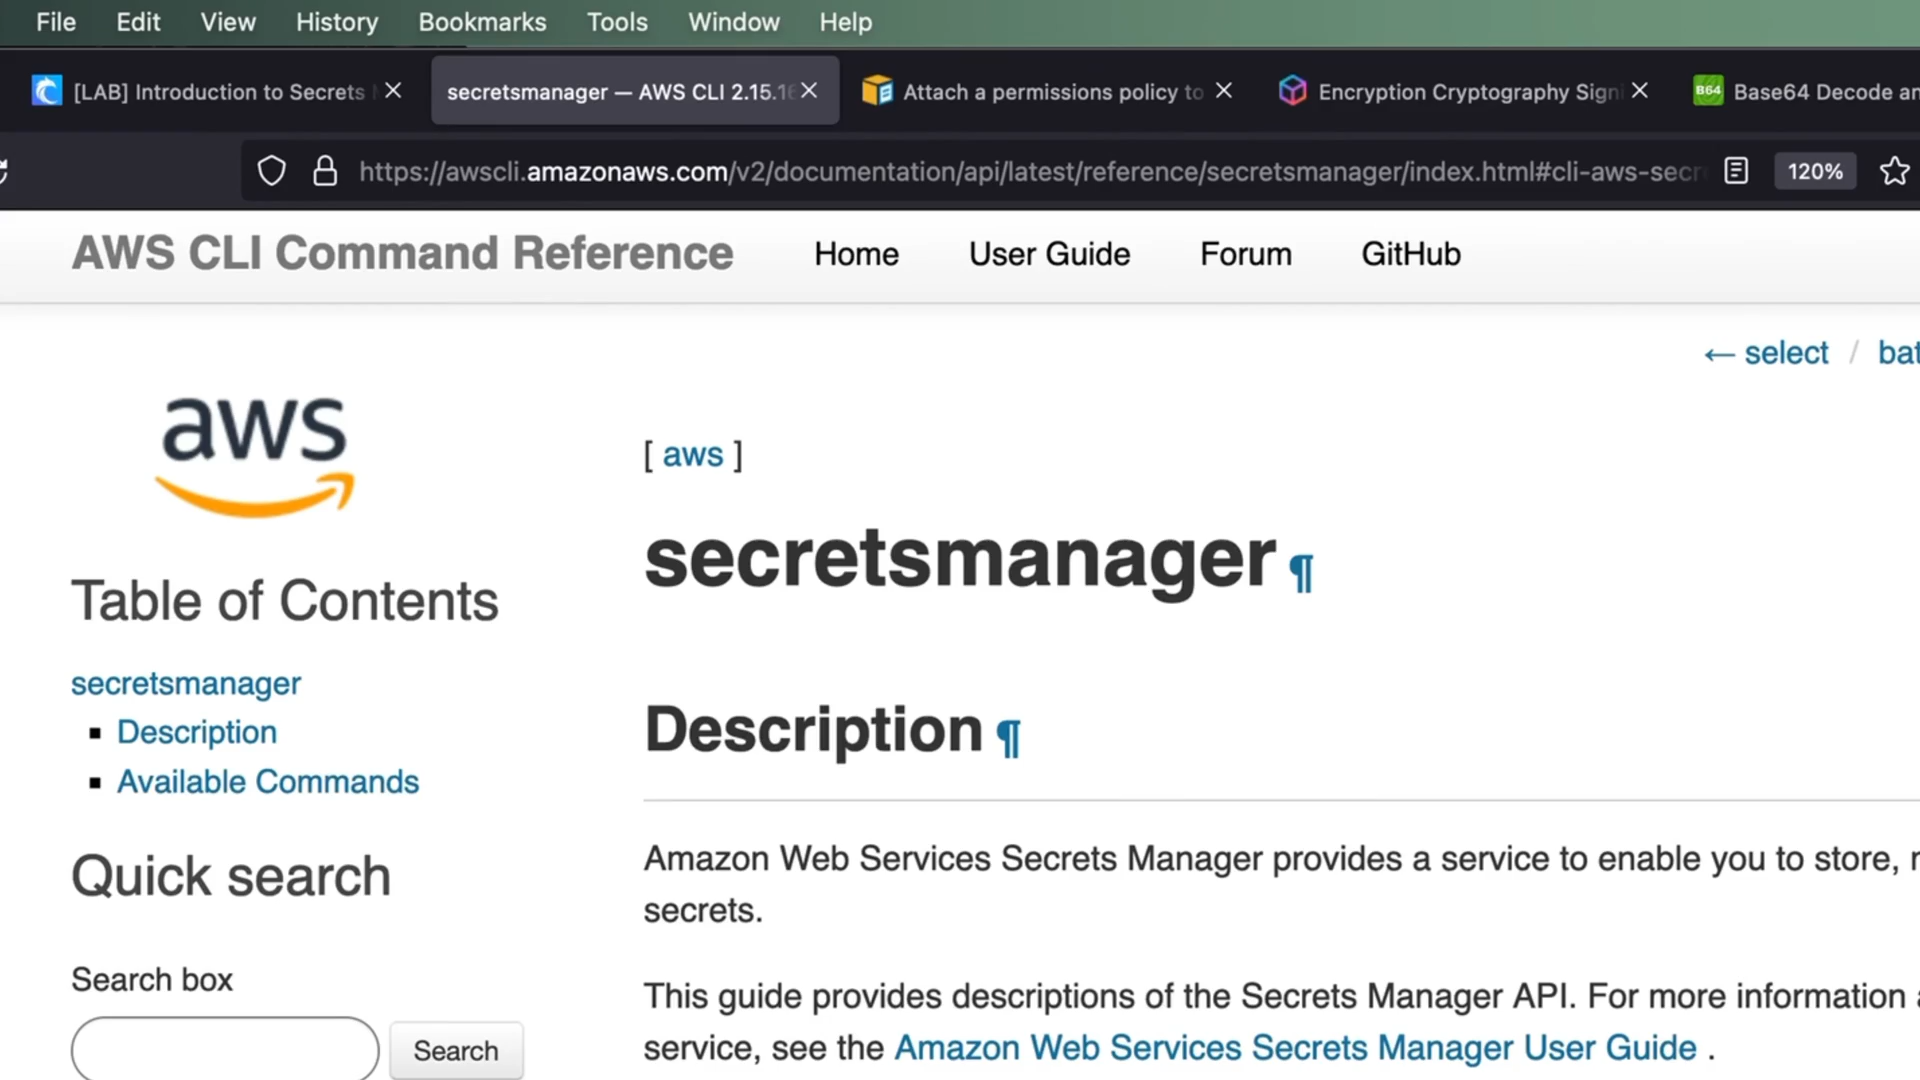 File Edit View History Bookmarks Tools Window Help
[LAB] Introduction to Secrets
secretsmanager — AWS CLI 2.15.16
Attach a permissions policy to
Encryption Cryptography Signi
B64 Base64 Decode an
https://awscli.amazonaws.com/v2/documentation/api/latest/reference/secretsmanager/index.html#cli-aws-secr
120%
AWS CLI Command Reference Home User Guide Forum GitHub
← select / bat
aws
[ aws ]
secretsmanager ¶
Table of Contents
secretsmanager
▪ Description
▪ Available Commands
Description ¶
Quick search
Amazon Web Services Secrets Manager provides a service to enable you to store,
secrets.
Search box
Search
This guide provides descriptions of the Secrets Manager API. For more information
service, see the Amazon Web Services Secrets Manager User Guide .